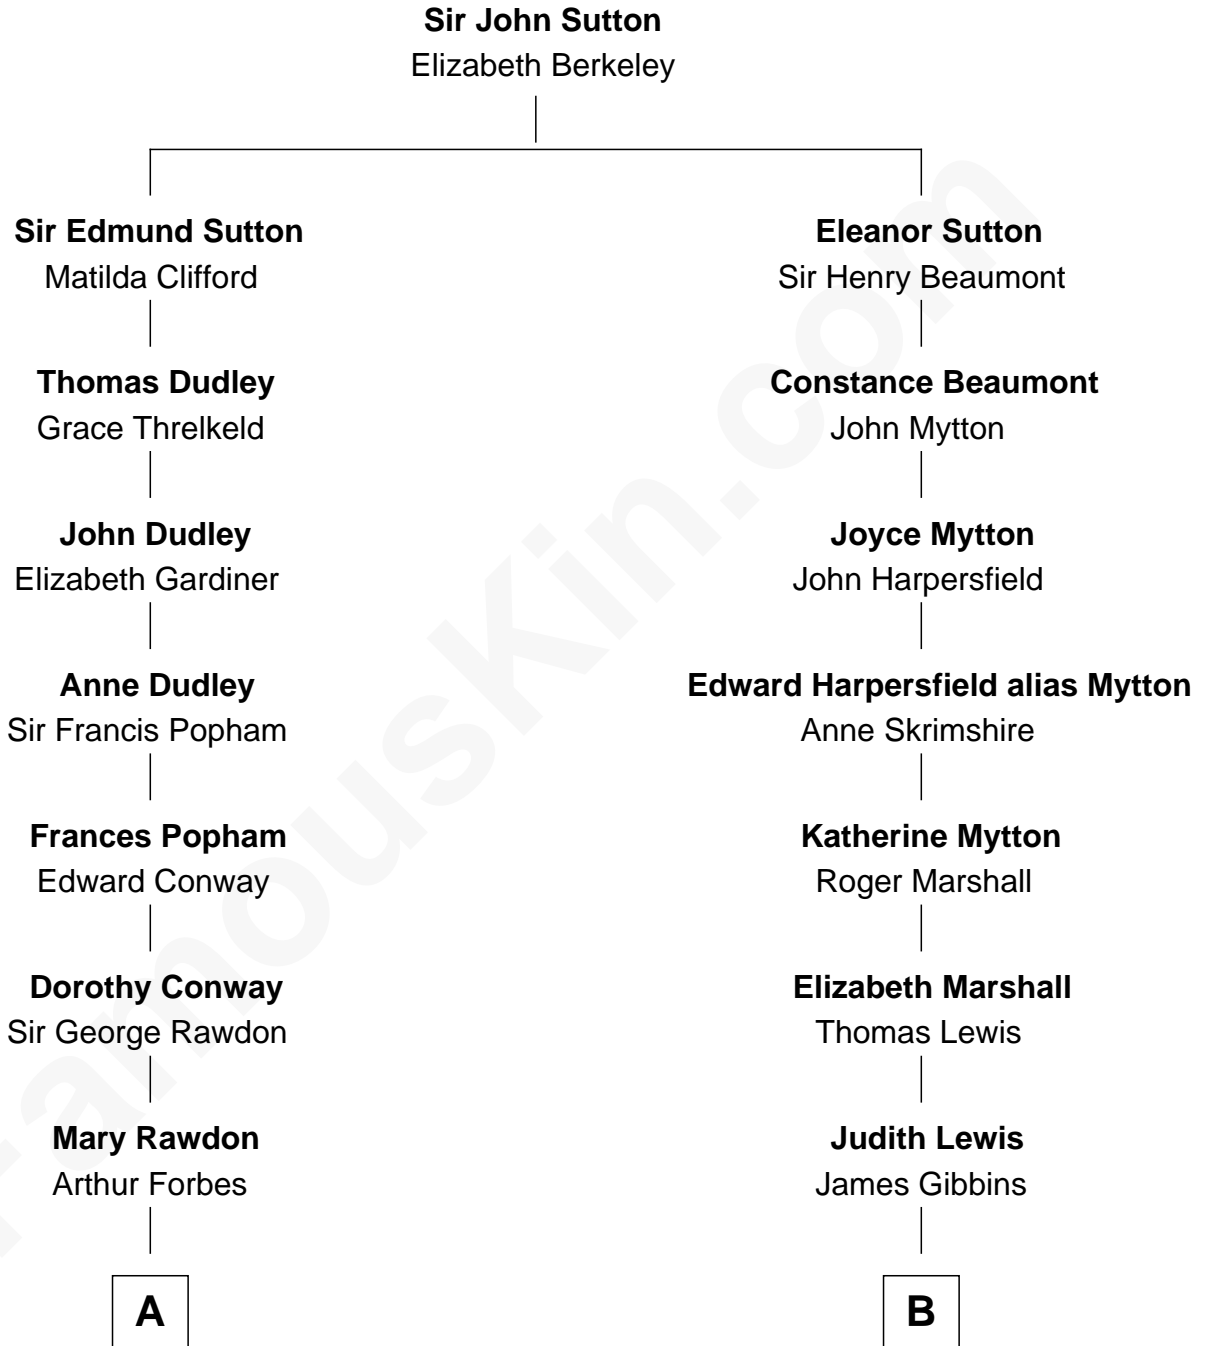 Sir John Sutton
Elizabeth Berkeley
Sir Edmund Sutton
Matilda Clifford
Eleanor Sutton
Sir Henry Beaumont
Thomas Dudley
Grace Threlkeld
Constance Beaumont
John Mytton
John Dudley
Elizabeth Gardiner
Joyce Mytton
John Harpersfield
Anne Dudley
Sir Francis Popham
Edward Harpersfield alias Mytton
Anne Skrimshire
Frances Popham
Edward Conway
Katherine Mytton
Roger Marshall
Dorothy Conway
Sir George Rawdon
Elizabeth Marshall
Thomas Lewis
Mary Rawdon
Arthur Forbes
Judith Lewis
James Gibbins
A
B
FamousKin.com